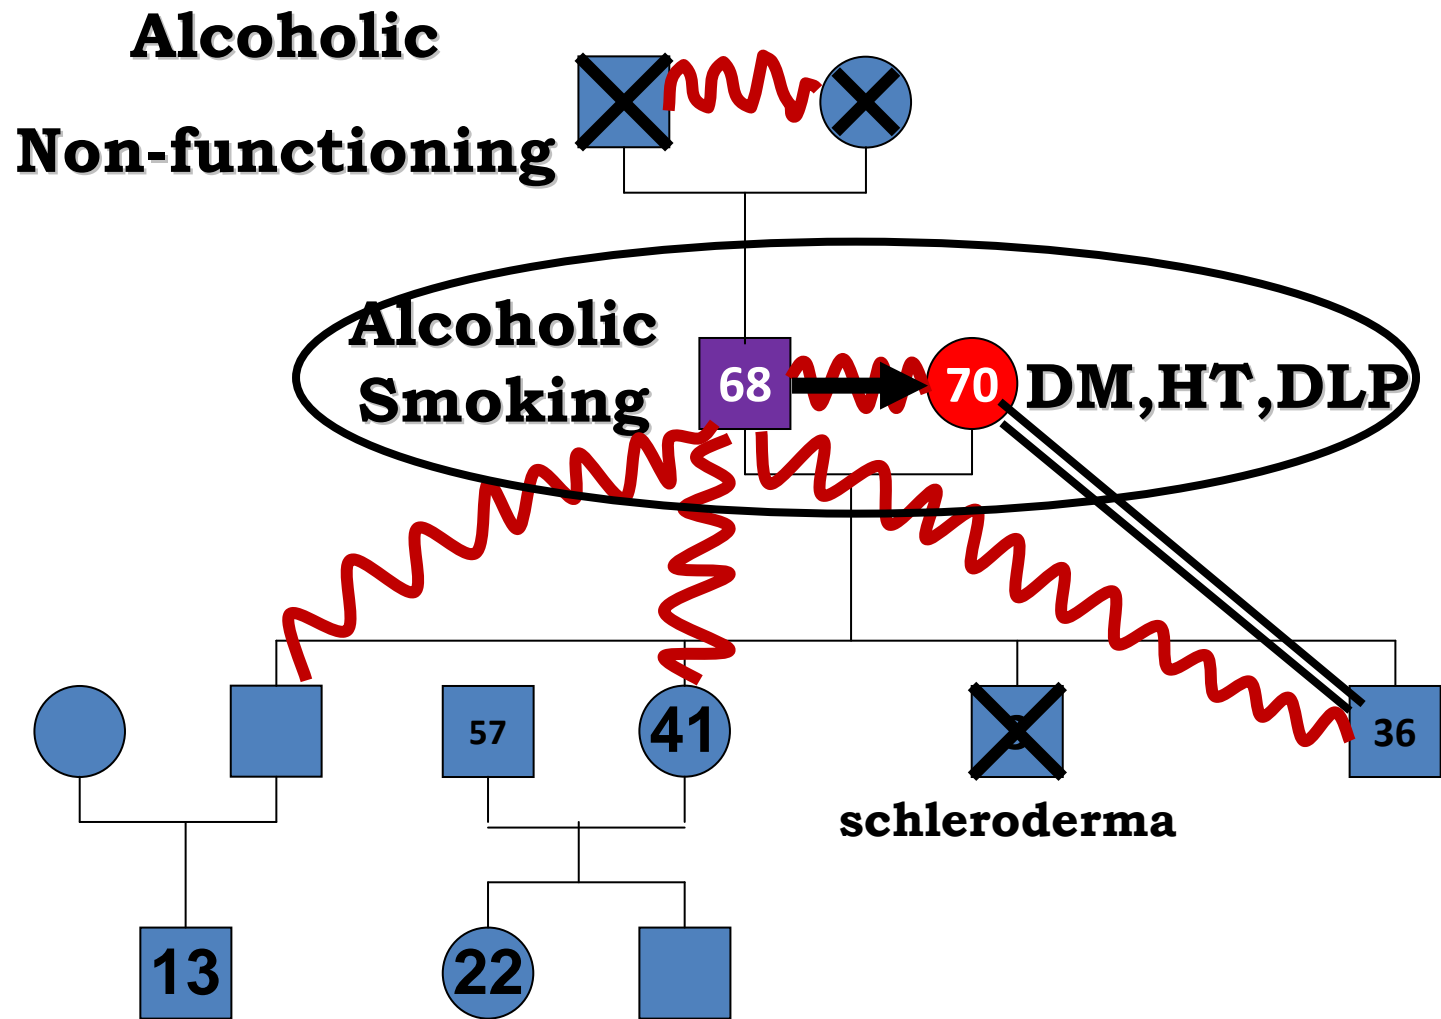 Alcoholic
Non-functioning
Alcoholic
Smoking
68
70
DM,HT,DLP
57
41
36
schleroderma
13
22